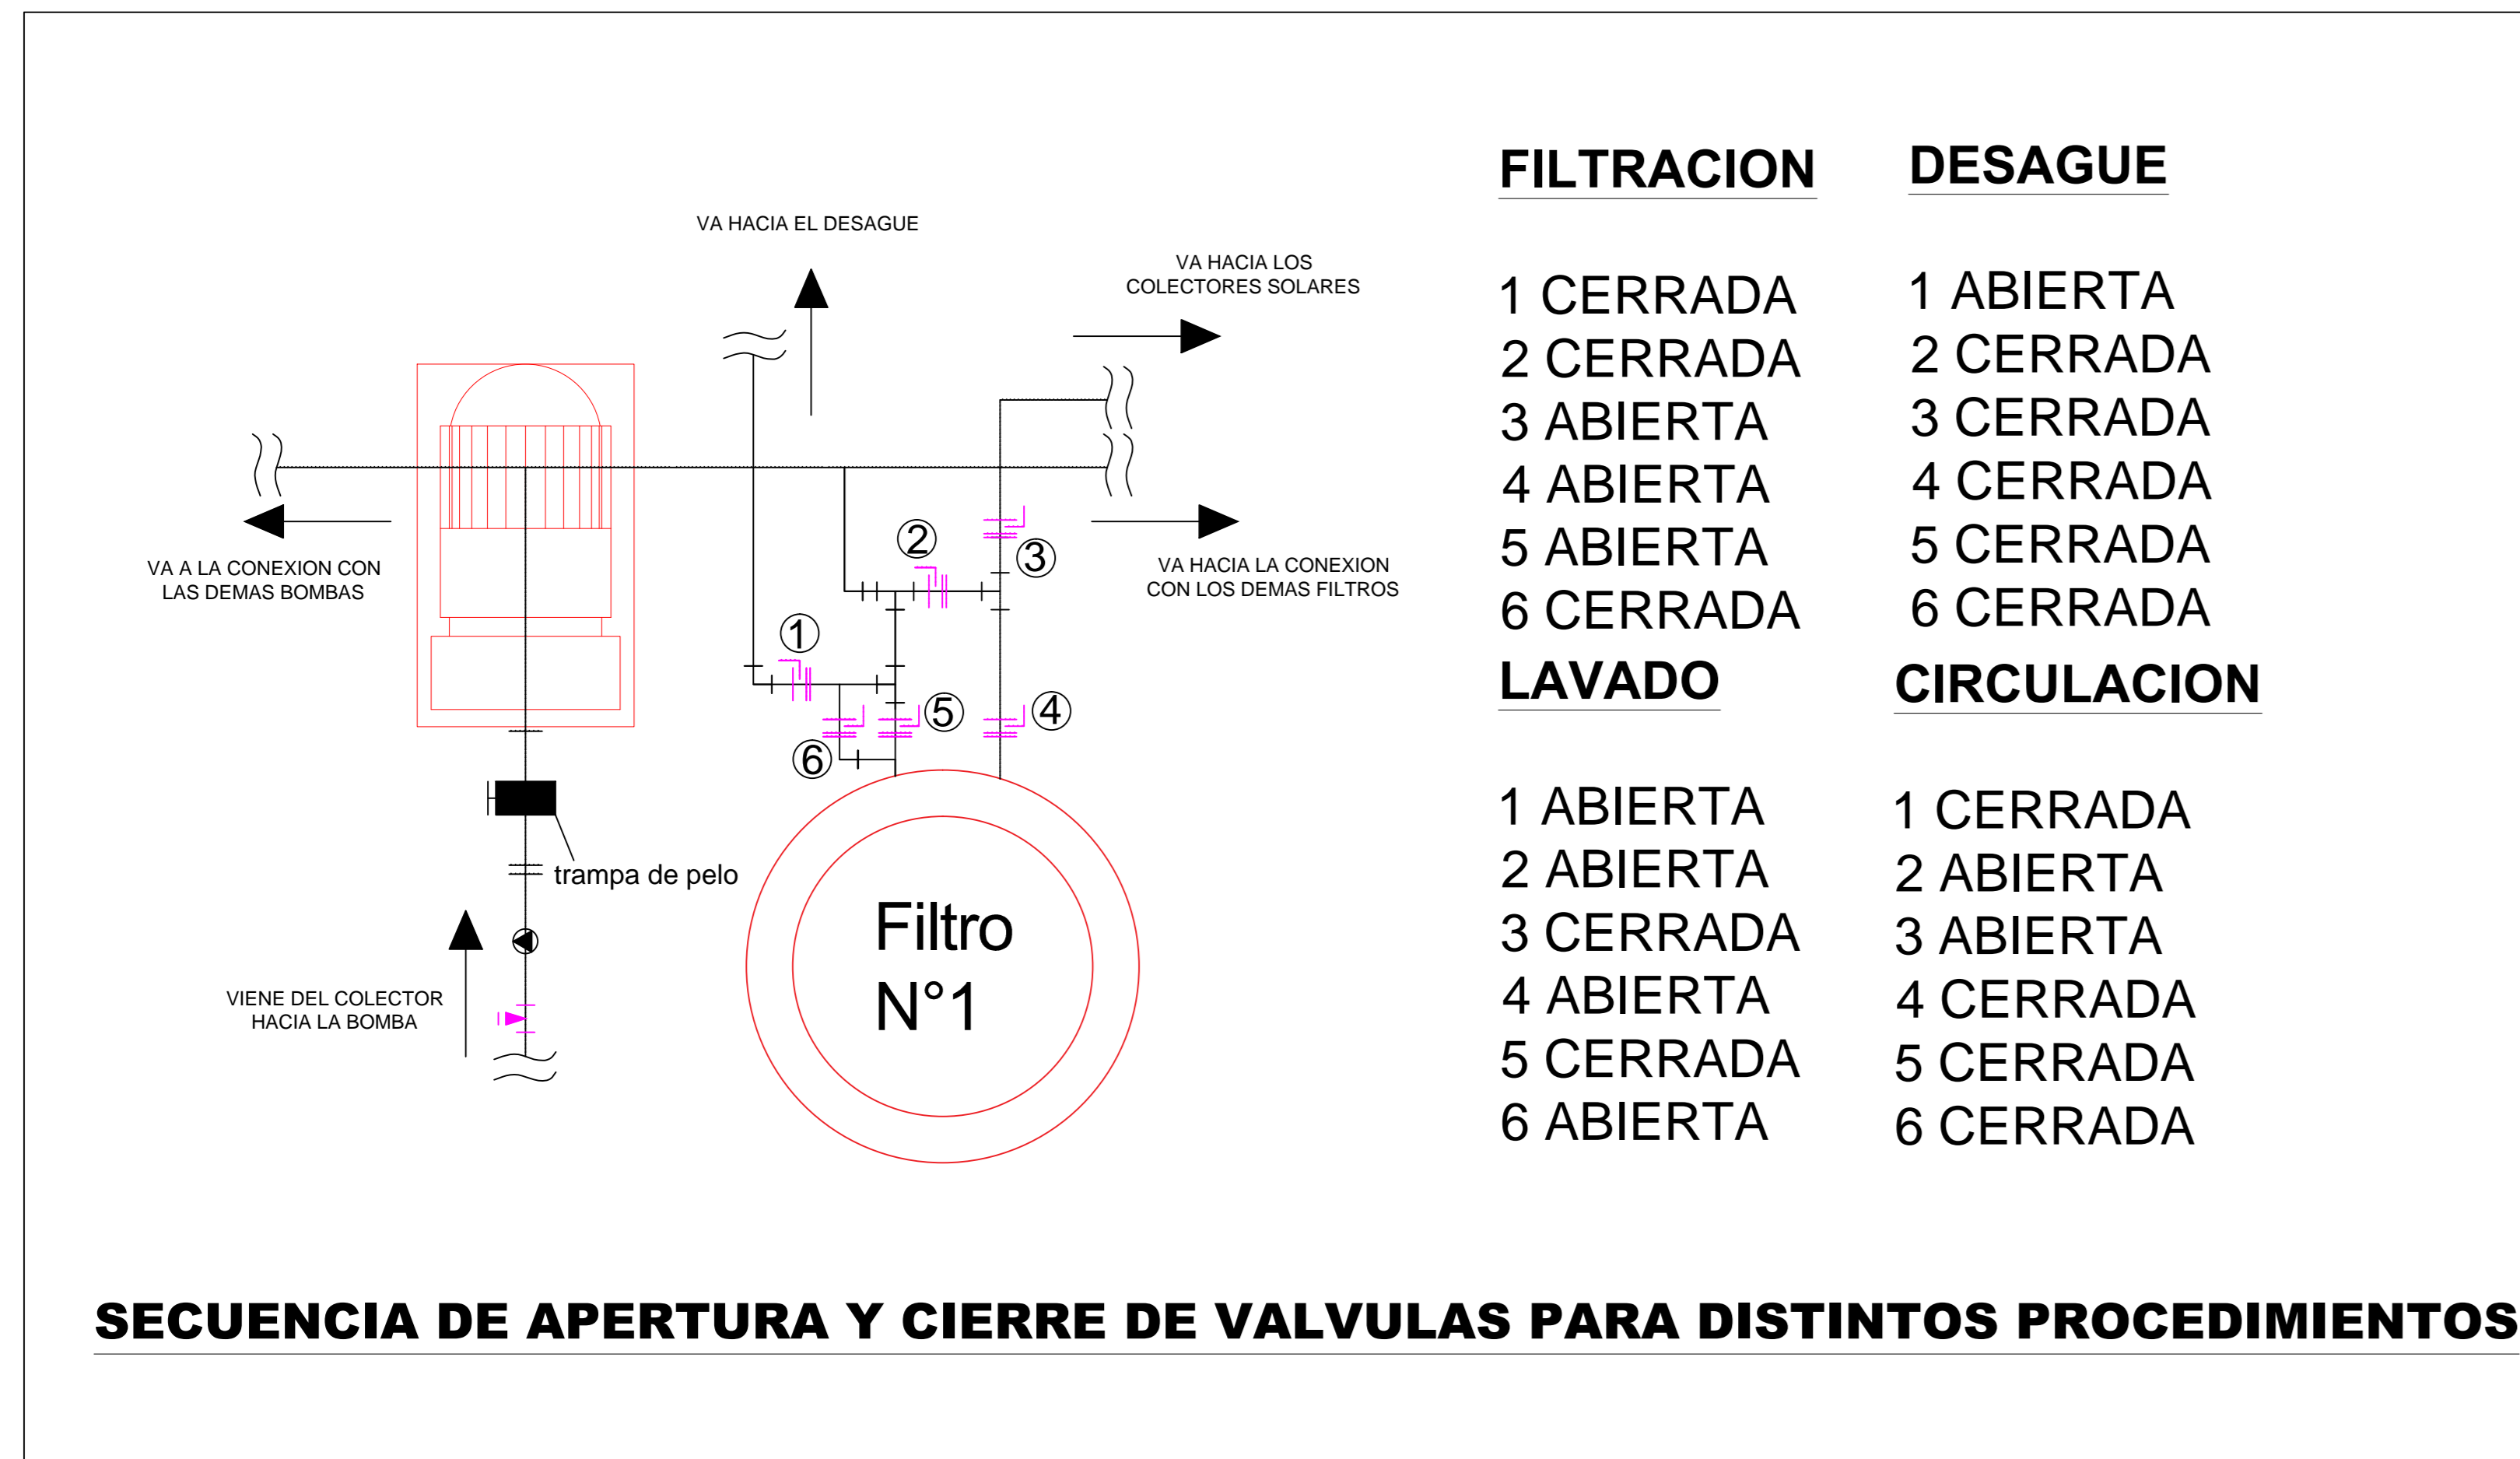 VA HACIA EL DESAGUE
VA HACIA LOS
COLECTORES SOLARES
VA A LA CONEXION CON
LAS DEMAS BOMBAS
VA HACIA LA CONEXION
CON LOS DEMAS FILTROS
2
3
1
5
4
6
trampa de pelo
VIENE DEL COLECTOR
HACIA LA BOMBA
Filtro
N°1
FILTRACION
1 CERRADA
2 CERRADA
3 ABIERTA
4 ABIERTA
5 ABIERTA
6 CERRADA
DESAGUE
1 ABIERTA
2 CERRADA
3 CERRADA
4 CERRADA
5 CERRADA
6 CERRADA
LAVADO
1 ABIERTA
2 ABIERTA
3 CERRADA
4 ABIERTA
5 CERRADA
6 ABIERTA
CIRCULACION
1 CERRADA
2 ABIERTA
3 ABIERTA
4 CERRADA
5 CERRADA
6 CERRADA
SECUENCIA DE APERTURA Y CIERRE DE VALVULAS PARA DISTINTOS PROCEDIMIENTOS